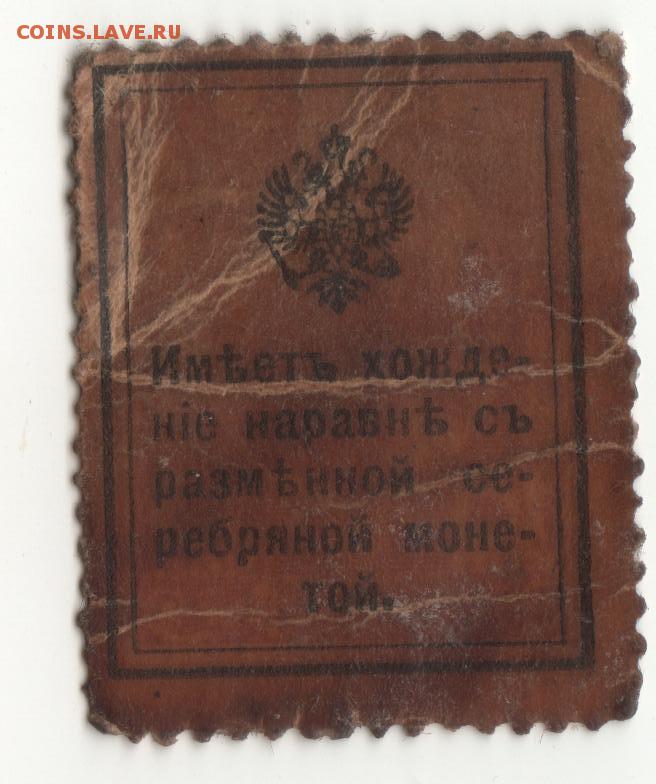 COINS.LAVE.RU
Имѣетъ хожде-
ніе наравнѣ съ
размѣнной се-
ребряной моне-
той.